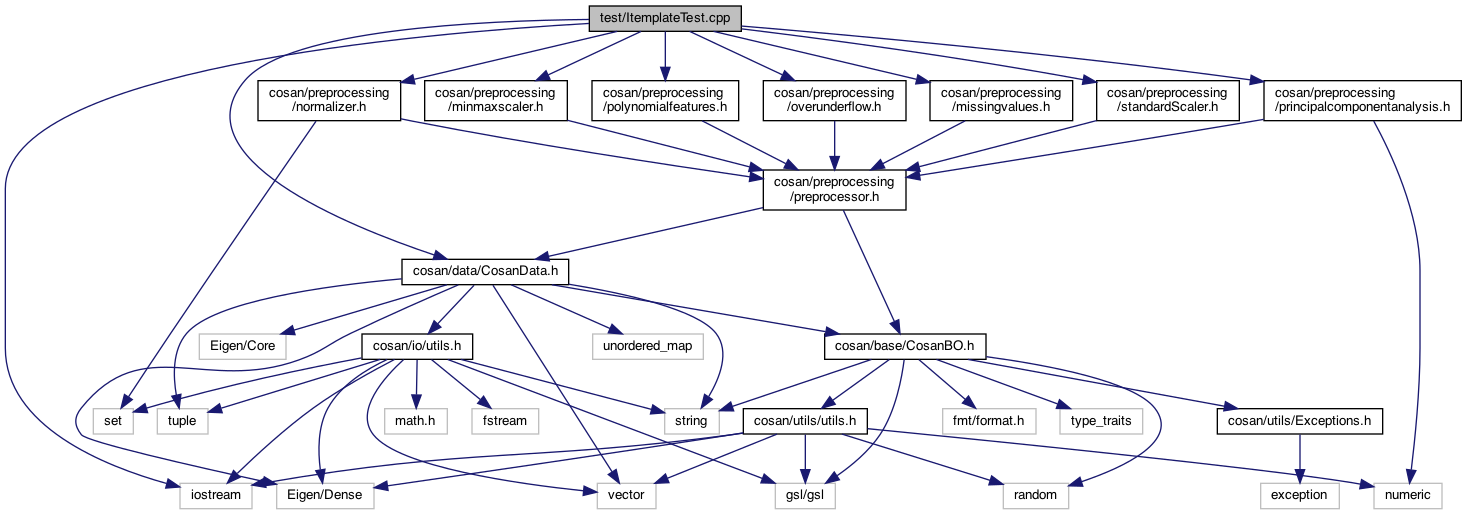 test/ItemplateTest.cpp
cosan/preprocessing
/normalizer.h
cosan/preprocessing
/minmaxscaler.h
cosan/preprocessing
/polynomialfeatures.h
cosan/preprocessing
/overunderflow.h
cosan/preprocessing
/missingvalues.h
cosan/preprocessing
/standardScaler.h
cosan/preprocessing
/principalcomponentanalysis.h
cosan/preprocessing
/preprocessor.h
cosan/data/CosanData.h
Eigen/Core
cosan/io/utils.h
unordered_map
cosan/base/CosanBO.h
set
tuple
math.h
fstream
string
cosan/utils/utils.h
fmt/format.h
type_traits
cosan/utils/Exceptions.h
iostream
Eigen/Dense
vector
gsl/gsl
random
exception
numeric